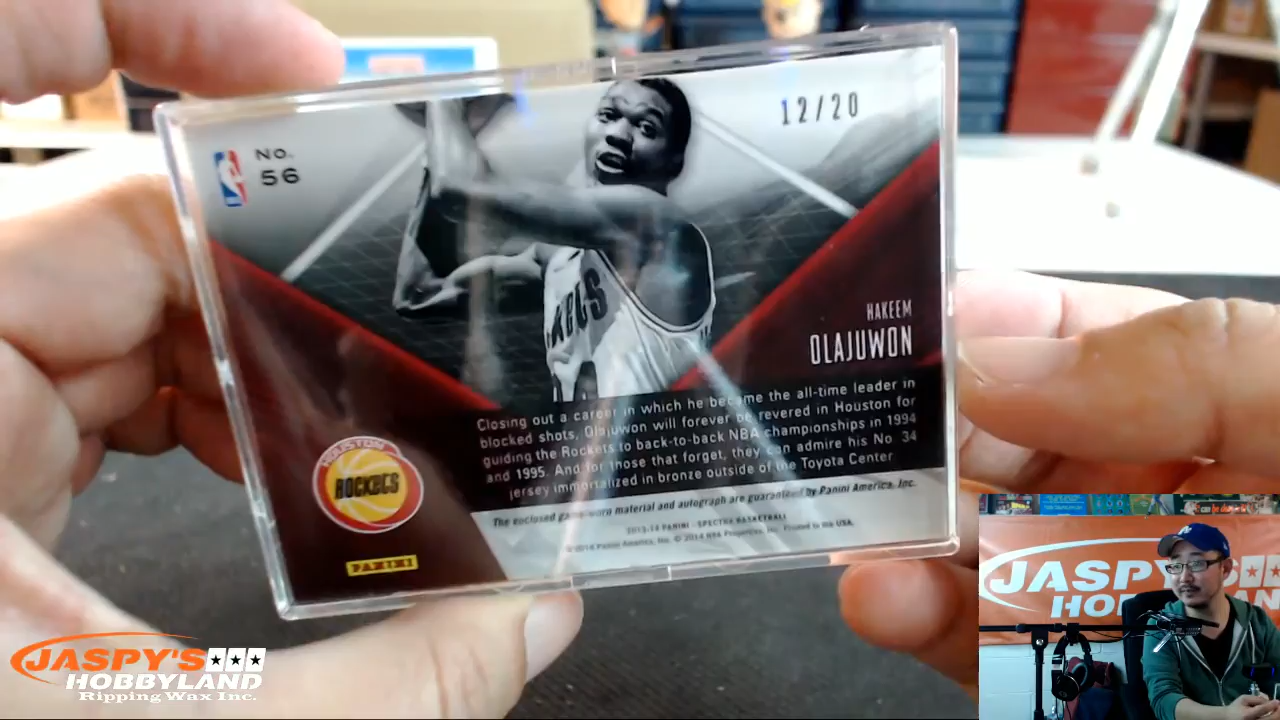 12/20
NO.
56
HAKEEM
OLAJUWON
ROCKETS
Closing out a career in which he became the all-time leader in
blocked shots, Olajuwon will forever be revered in Houston for
guiding the Rockets to back-to-back NBA championships in 1994
and 1995. And for those that forget, they can admire his No 34
jersey immortalized in bronze outside of the Toyota Center
HOUSTON
ROCKETS
The enclosed game-worn material and autograph are guaranteed by Panini America, Inc.
2013-14 PANINI - SPECTRA BASKETBALL
© 2014 Panini America, Inc. © 2014 NBA Properties, Inc. Printed in the USA.
PANINI
JASPY'S
HOBBYLAND
Ripping Wax Inc.
JASPY
HO